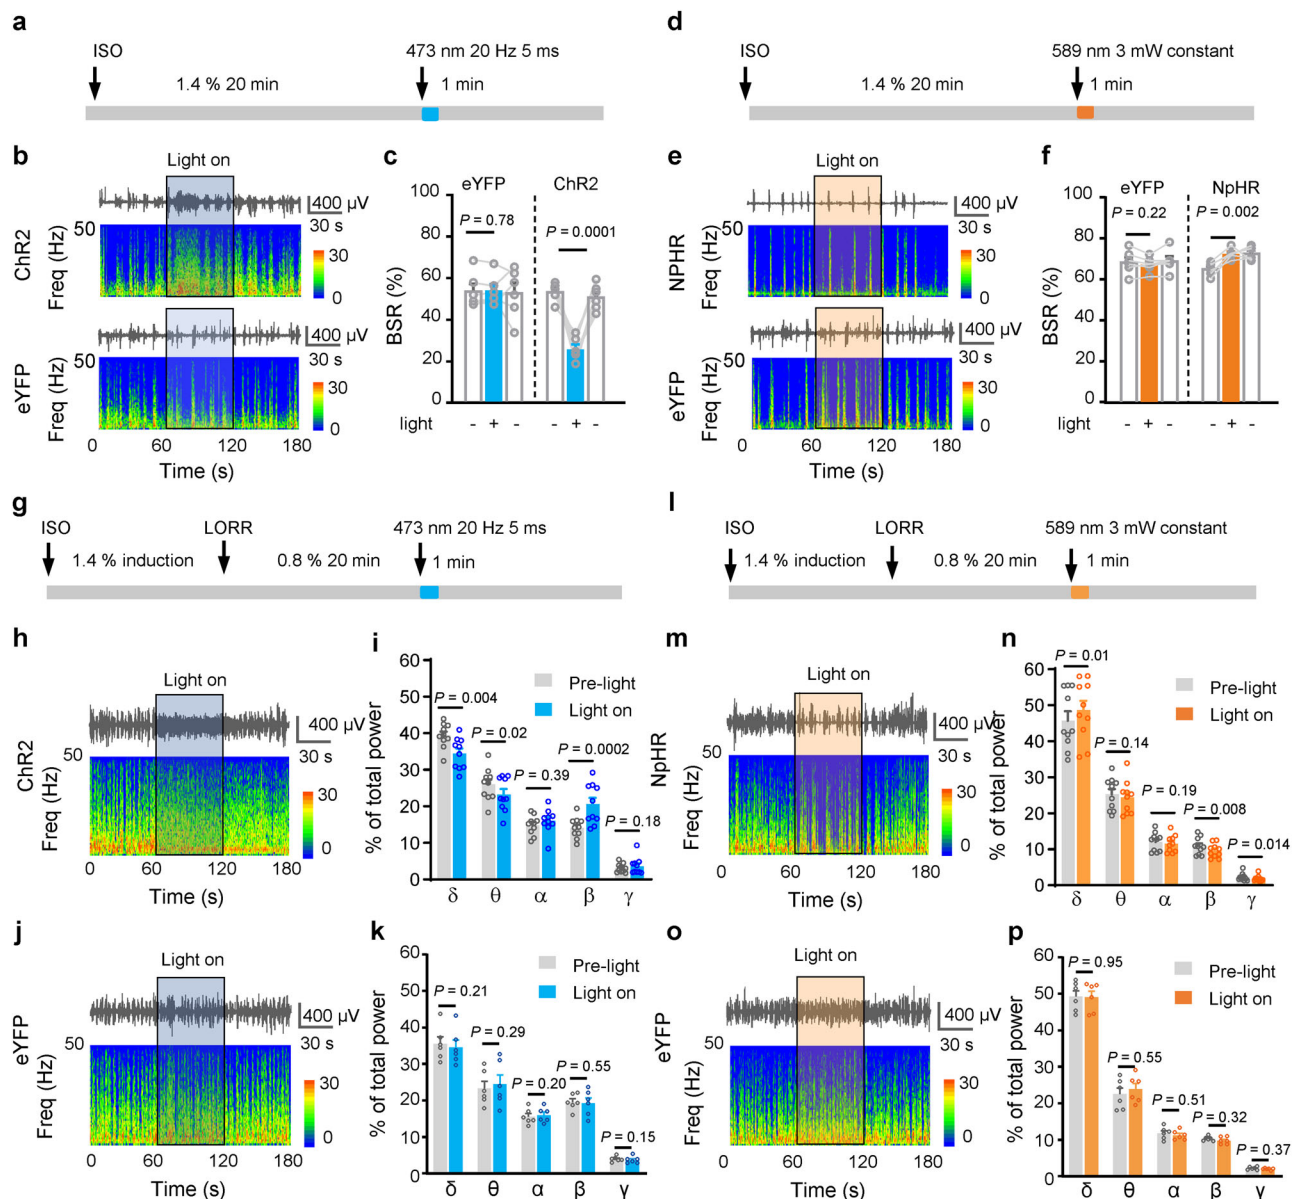 a
ISO
473 nm 20 Hz 5 ms
1.4 % 20 min
1 min
d
ISO
589 nm 3 mW constant
1.4 % 20 min
1 min
b
Light on
400 µV
30 s
ChR2
Freq (Hz)
50
30
0
400 µV
30 s
eYFP
Freq (Hz)
50
30
0
0 60 120 180
Time (s)
c
eYFP ChR2
P = 0.78
P = 0.0001
BSR (%)
100
80
60
40
20
0
light - + - - + -
e
Light on
400 µV
30 s
NPHR
Freq (Hz)
50
30
0
400 µV
30 s
eYFP
Freq (Hz)
50
30
0
0 60 120 180
Time (s)
f
eYFP NpHR
P = 0.22 P = 0.002
BSR (%)
100
80
60
40
20
0
light - + - - + -
g
ISO LORR 473 nm 20 Hz 5 ms
1.4 % induction 0.8 % 20 min 1 min
l
ISO LORR 589 nm 3 mW constant
1.4 % induction 0.8 % 20 min 1 min
h
Light on
400 µV
30 s
ChR2
Freq (Hz)
50
30
0
0 60 120 180
Time (s)
i
% of total power
60
50
40
30
20
10
0
Pre-light
Light on
P = 0.004
P = 0.02
P = 0.39
P = 0.0002
P = 0.18
δ θ α β γ
m
Light on
400 µV
30 s
NpHR
Freq (Hz)
50
30
0
0 60 120 180
Time (s)
n
% of total power
60
50
40
30
20
10
0
Pre-light
Light on
P = 0.01
P = 0.14
P = 0.19
P = 0.008
P = 0.014
δ θ α β γ
j
Light on
400 µV
30 s
eYFP
Freq (Hz)
50
30
0
0 60 120 180
Time (s)
k
% of total power
60
50
40
30
20
10
0
Pre-light
Light on
P = 0.21
P = 0.29
P = 0.20
P = 0.55
P = 0.15
δ θ α β γ
o
Light on
400 µV
30 s
eYFP
Freq (Hz)
50
30
0
0 60 120 180
Time (s)
p
% of total power
60
50
40
30
20
10
0
Pre-light
Light on
P = 0.95
P = 0.55
P = 0.51
P = 0.32
P = 0.37
δ θ α β γ